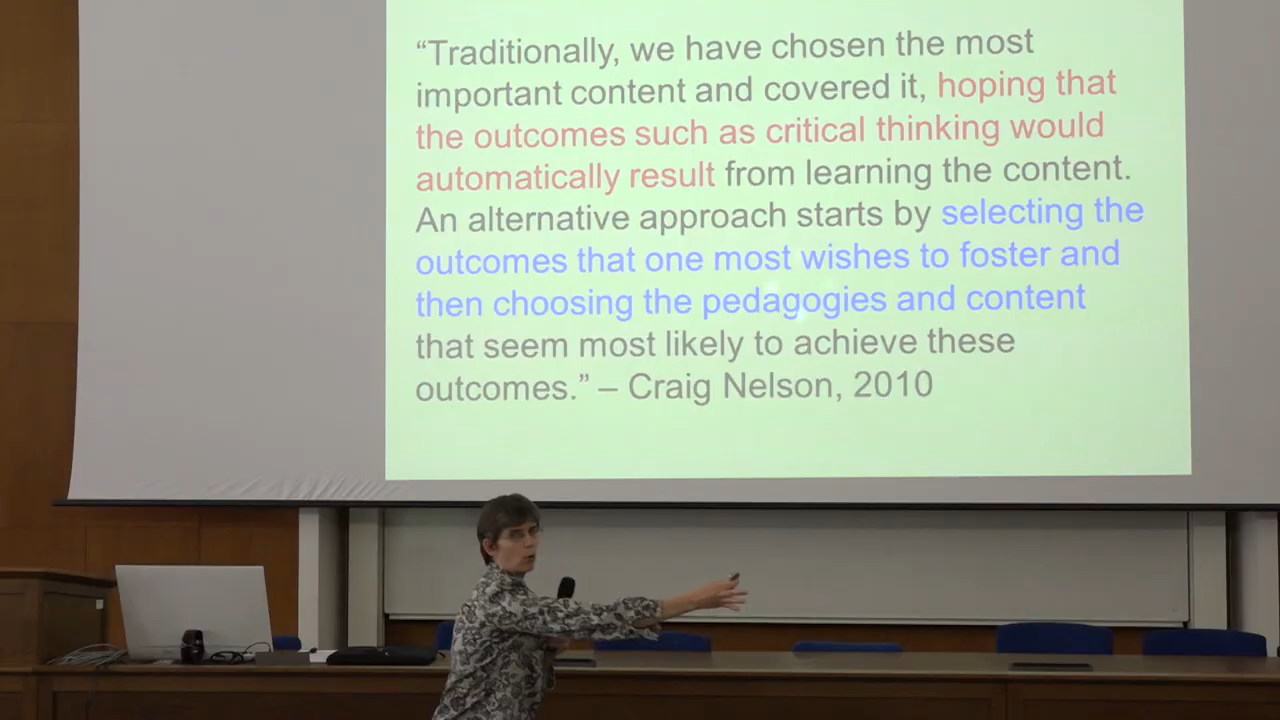 “Traditionally, we have chosen the most
important content and covered it, hoping that
the outcomes such as critical thinking would
automatically result from learning the content.
An alternative approach starts by selecting the
outcomes that one most wishes to foster and
then choosing the pedagogies and content
that seem most likely to achieve these
outcomes.” – Craig Nelson, 2010